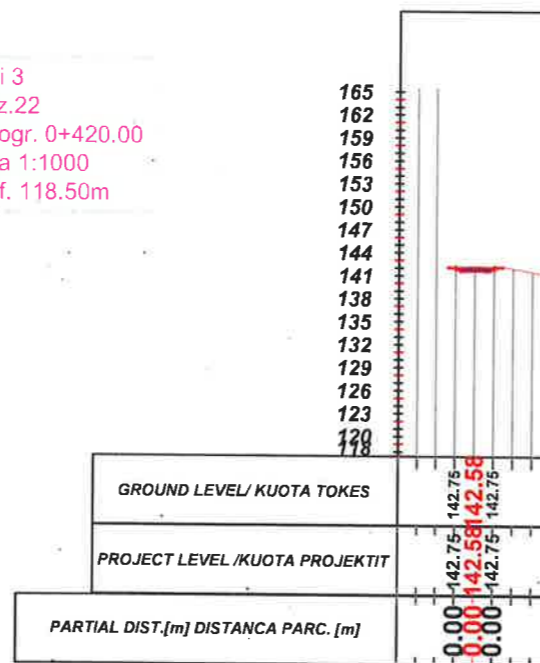 i 3
z.22
ogr. 0+420.00
a 1:1000
f. 118.50m
165
162
159
156
153
150
147
144
141
138
135
132
129
126
123
120
118
GROUND LEVEL/ KUOTA TOKES
142.75 142.58 142.75
PROJECT LEVEL /KUOTA PROJEKTIT
142.75 142.58 142.75
PARTIAL DIST.[m] DISTANCA PARC. [m]
0.00 0.00 0.00